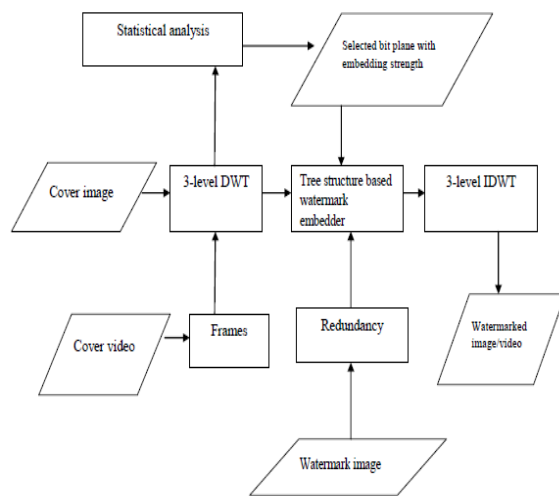 Statistical analysis
Selected bit plane with
embedding strength
Cover image
3-level DWT
Tree structure based
watermark
embedder
3-level IDWT
Cover video
Frames
Redundancy
Watermarked
image/video
Watermark image